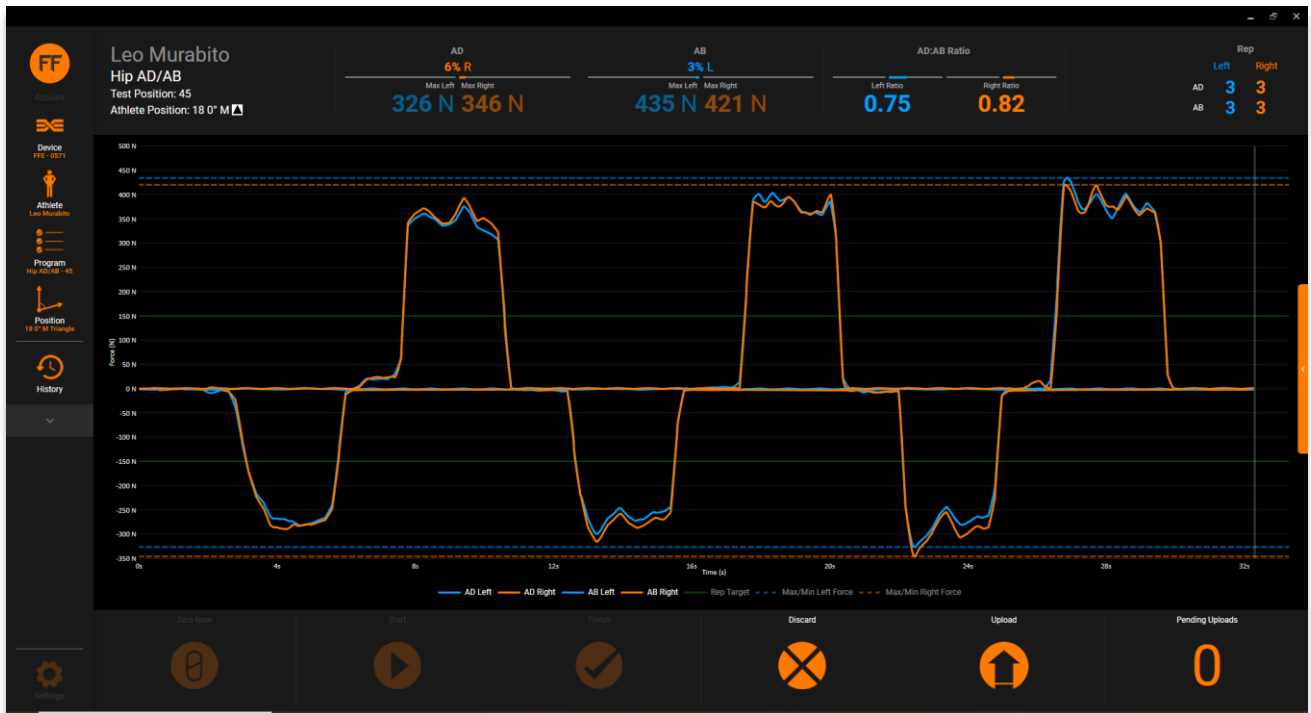 FF
Account
Device
FFE - 0571
Athlete
Leo Murabito
Program
Hip AD/AB - 45
Position
18 0° M Triangle
History
Settings
Leo Murabito
Hip AD/AB
Test Position: 45
Athlete Position: 18 0° M
AD
6% R
Max Left Max Right
326 N 346 N
AB
3% L
Max Left Max Right
435 N 421 N
AD:AB Ratio
Left Ratio Right Ratio
0.75 0.82
Rep
Left Right
AD 3 3
AB 3 3
500 N
450 N
400 N
350 N
300 N
250 N
200 N
150 N
100 N
50 N
0 N
-50 N
-100 N
-150 N
-200 N
-250 N
-300 N
-350 N
Force (N)
0s 4s 8s 12s 16s 20s 24s 28s 32s
Time (s)
AD Left AD Right AB Left AB Right Rep Target Max/Min Left Force Max/Min Right Force
Zero Now Start Finish Discard Upload Pending Uploads
0 0